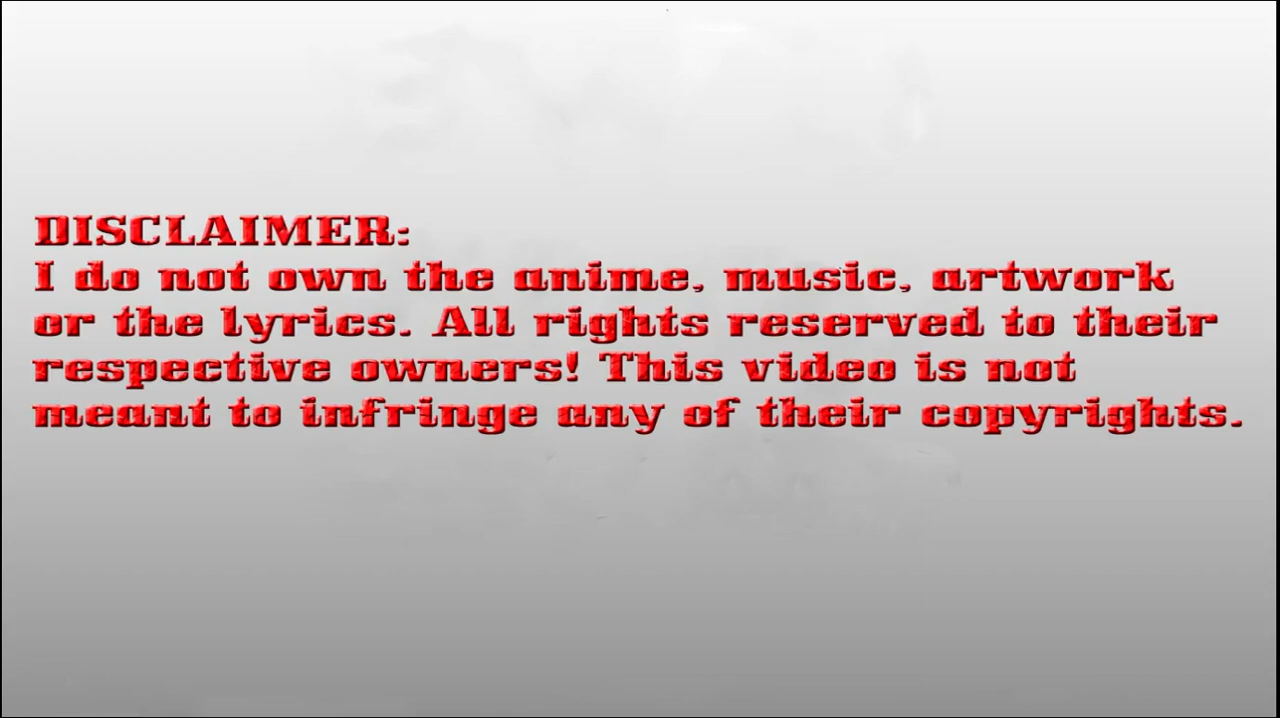 DISCLAIMER:
I do not own the anime, music, artwork
or the lyrics. All rights reserved to their
respective owners! This video is not
meant to infringe any of their copyrights.